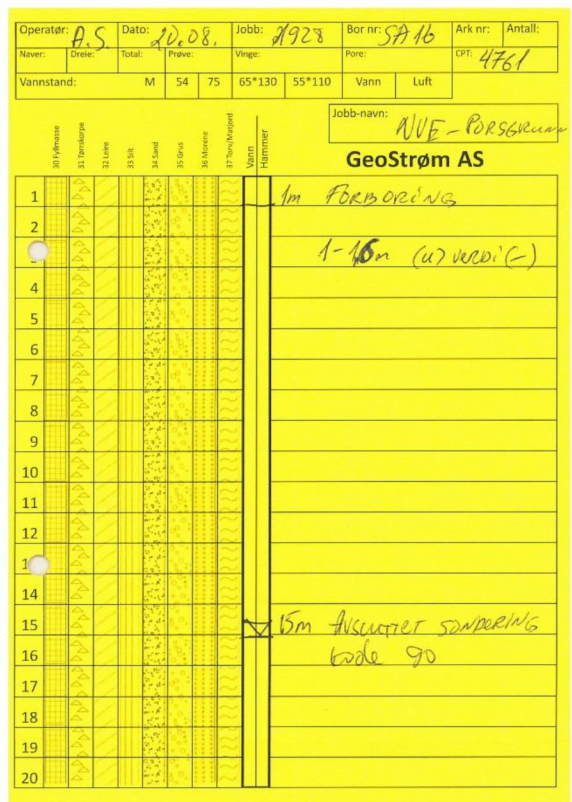 Operatør: A.S. Dato: 20.08. Jobb: 21928 Bor nr: SA16 Ark nr: Antall:
Naver: Dreie: Total: Prøve: Vinge: Pore: CPT: 4761
Vannstand: M 54 75 65*130 55*110 Vann Luft
Jobb-navn: NVE - PORSGRUNN
30 Fyllmasse 31 Tørrskorpe 32 Leire 33 Silt 34 Sand 35 Grus 36 Morene 37 Torv/Matjord Vann Hammer
GeoStrøm AS
1 1m FORBORING
2
1-1,6m (u) verdi (-)
4
5
6
7
8
9
10
11
12
1
14
15 15m AVSLUTTET SONDERING
16 kode 90
17
18
19
20